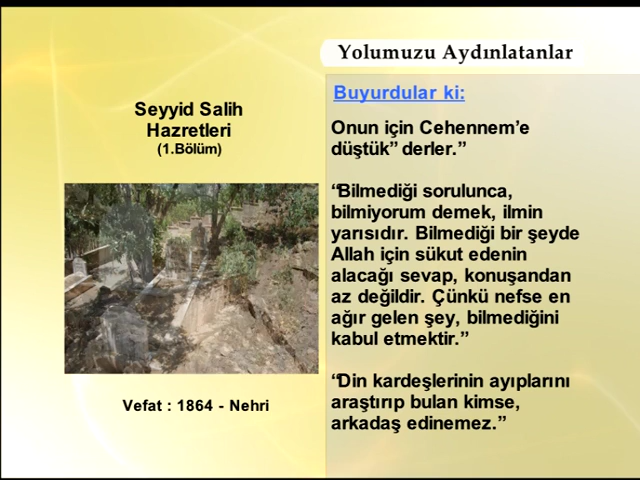 Yolumuzu Aydınlatanlar
Seyyid Salih
Hazretleri
(1.Bölüm)
Vefat : 1864 - Nehri
Buyurdular ki:
Onun için Cehennem’e
düştük” derler.”
“Bilmediği sorulunca,
bilmiyorum demek, ilmin
yarısıdır. Bilmediği bir şeyde
Allah için sükut edenin
alacağı sevap, konuşandan
az değildir. Çünkü nefse en
ağır gelen şey, bilmediğini
kabul etmektir.”
“Din kardeşlerinin ayıplarını
araştırıp bulan kimse,
arkadaş edinemez.”